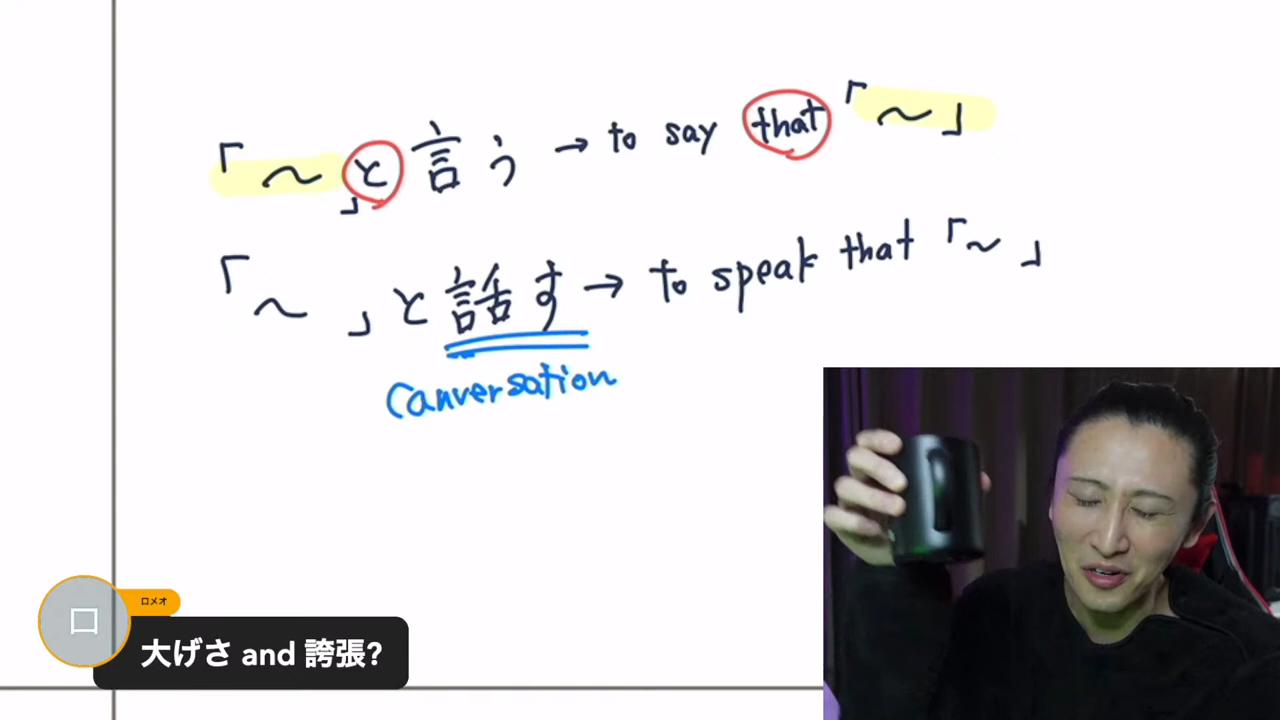 「~」と言う → to say that「~」
「~」と話す → to speak that「~」
Canversation
ロメオ
ロ
大げさ and 誇張?